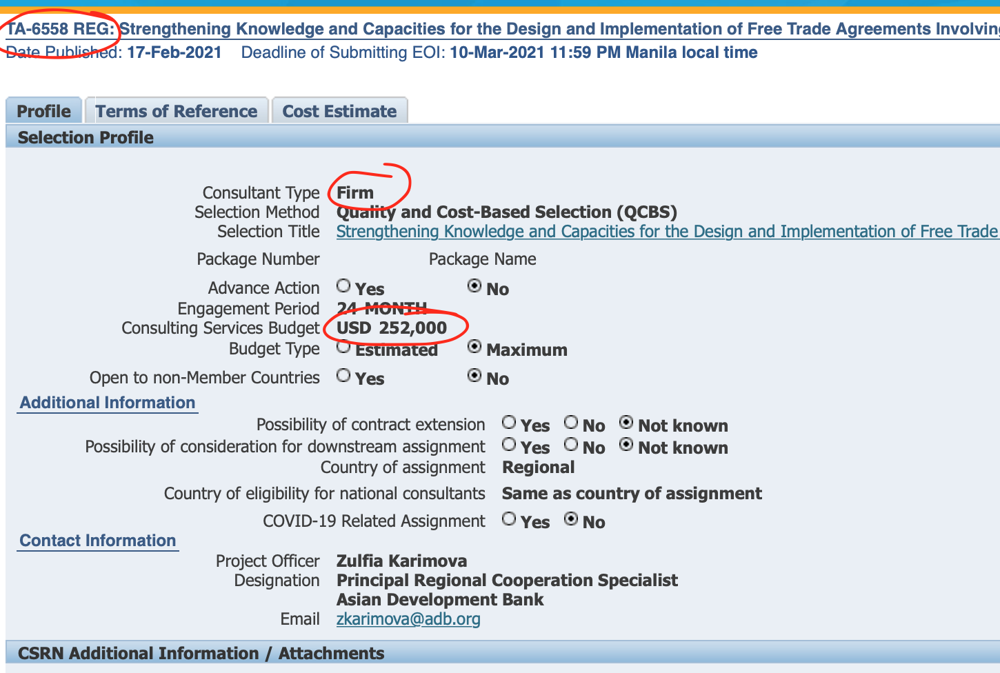 TA-6558 REG: Strengthening Knowledge and Capacities for the Design and Implementation of Free Trade Agreements Involving
Date Published: 17-Feb-2021 Deadline of Submitting EOI: 10-Mar-2021 11:59 PM Manila local time
Profile Terms of Reference Cost Estimate
Selection Profile
Consultant Type Firm
Selection Method Quality and Cost-Based Selection (QCBS)
Selection Title Strengthening Knowledge and Capacities for the Design and Implementation of Free Trade
Package Number Package Name
Advance Action Yes No
Engagement Period 24 MONTH
Consulting Services Budget USD 252,000
Budget Type Estimated Maximum
Open to non-Member Countries Yes No
Additional Information
Possibility of contract extension Yes No Not known
Possibility of consideration for downstream assignment Yes No Not known
Country of assignment Regional
Country of eligibility for national consultants Same as country of assignment
COVID-19 Related Assignment Yes No
Contact Information
Project Officer Zulfia Karimova
Designation Principal Regional Cooperation Specialist
Asian Development Bank
Email zkarimova@adb.org
CSRN Additional Information / Attachments